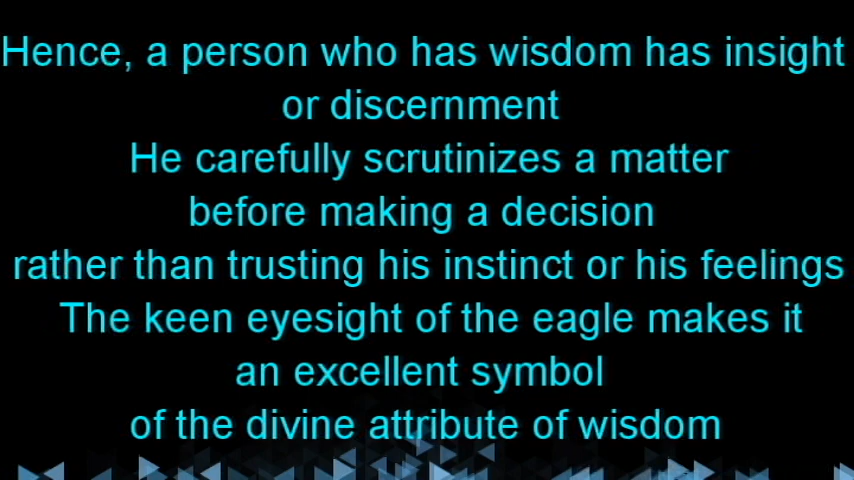 Hence, a person who has wisdom has insight
or discernment
He carefully scrutinizes a matter
before making a decision
rather than trusting his instinct or his feelings
The keen eyesight of the eagle makes it
an excellent symbol
of the divine attribute of wisdom